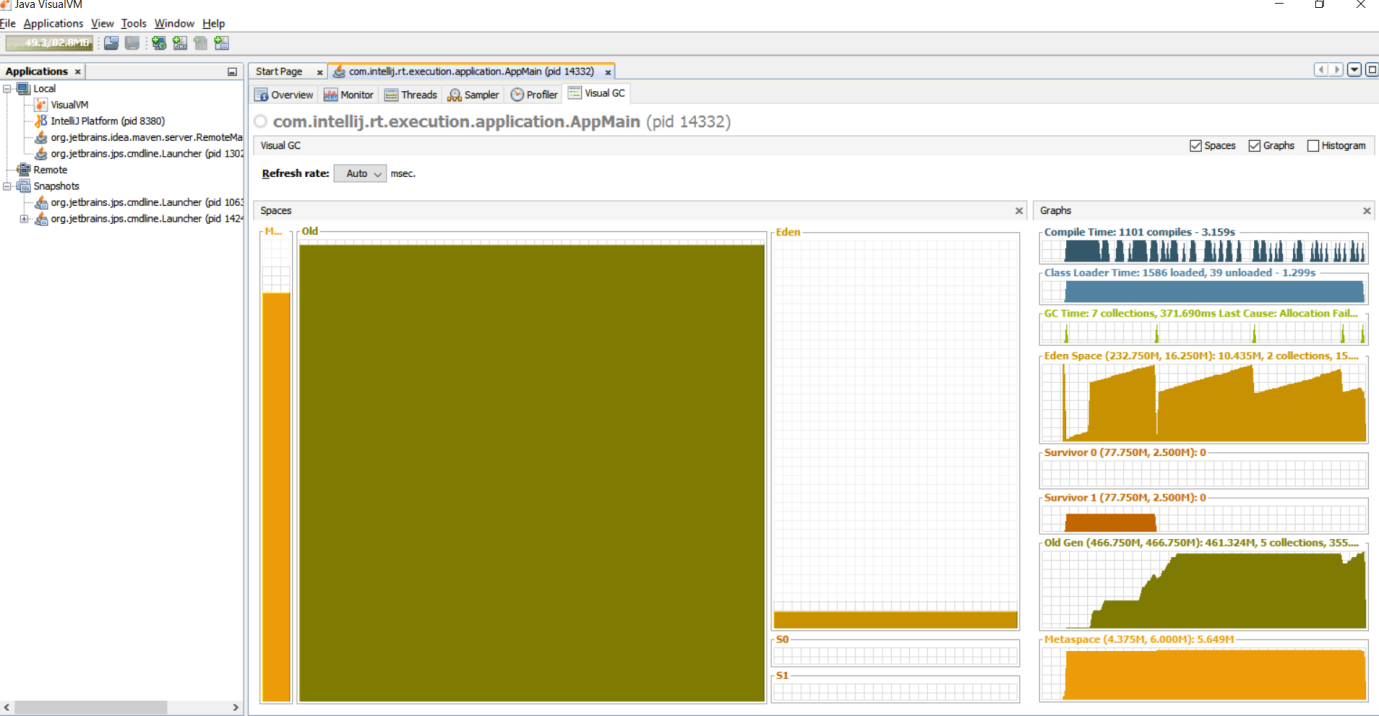 Java VisualVM
File Applications View Tools Window Help
49.3/82.8MB
Applications
Local
VisualVM
IntelliJ Platform (pid 8380)
org.jetbrains.idea.maven.server.RemoteMa
org.jetbrains.jps.cmdline.Launcher (pid 1302
Remote
Snapshots
org.jetbrains.jps.cmdline.Launcher (pid 1063
org.jetbrains.jps.cmdline.Launcher (pid 1424
Start Page
com.intellij.rt.execution.application.AppMain (pid 14332)
Overview Monitor Threads Sampler Profiler Visual GC
com.intellij.rt.execution.application.AppMain (pid 14332)
Visual GC
Spaces Graphs Histogram
Refresh rate: Auto msec.
Spaces
M...
Old
Eden
S0
S1
Graphs
Compile Time: 1101 compiles - 3.159s
Class Loader Time: 1586 loaded, 39 unloaded - 1.299s
GC Time: 7 collections, 371.690ms Last Cause: Allocation Fail...
Eden Space (232.750M, 16.250M): 10.435M, 2 collections, 15....
Survivor 0 (77.750M, 2.500M): 0
Survivor 1 (77.750M, 2.500M): 0
Old Gen (466.750M, 466.750M): 461.324M, 5 collections, 355....
Metaspace (4.375M, 6.000M): 5.649M